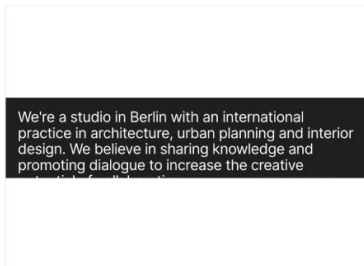 We're a studio in Berlin with an international
practice in architecture, urban planning and interior
design. We believe in sharing knowledge and
promoting dialogue to increase the creative